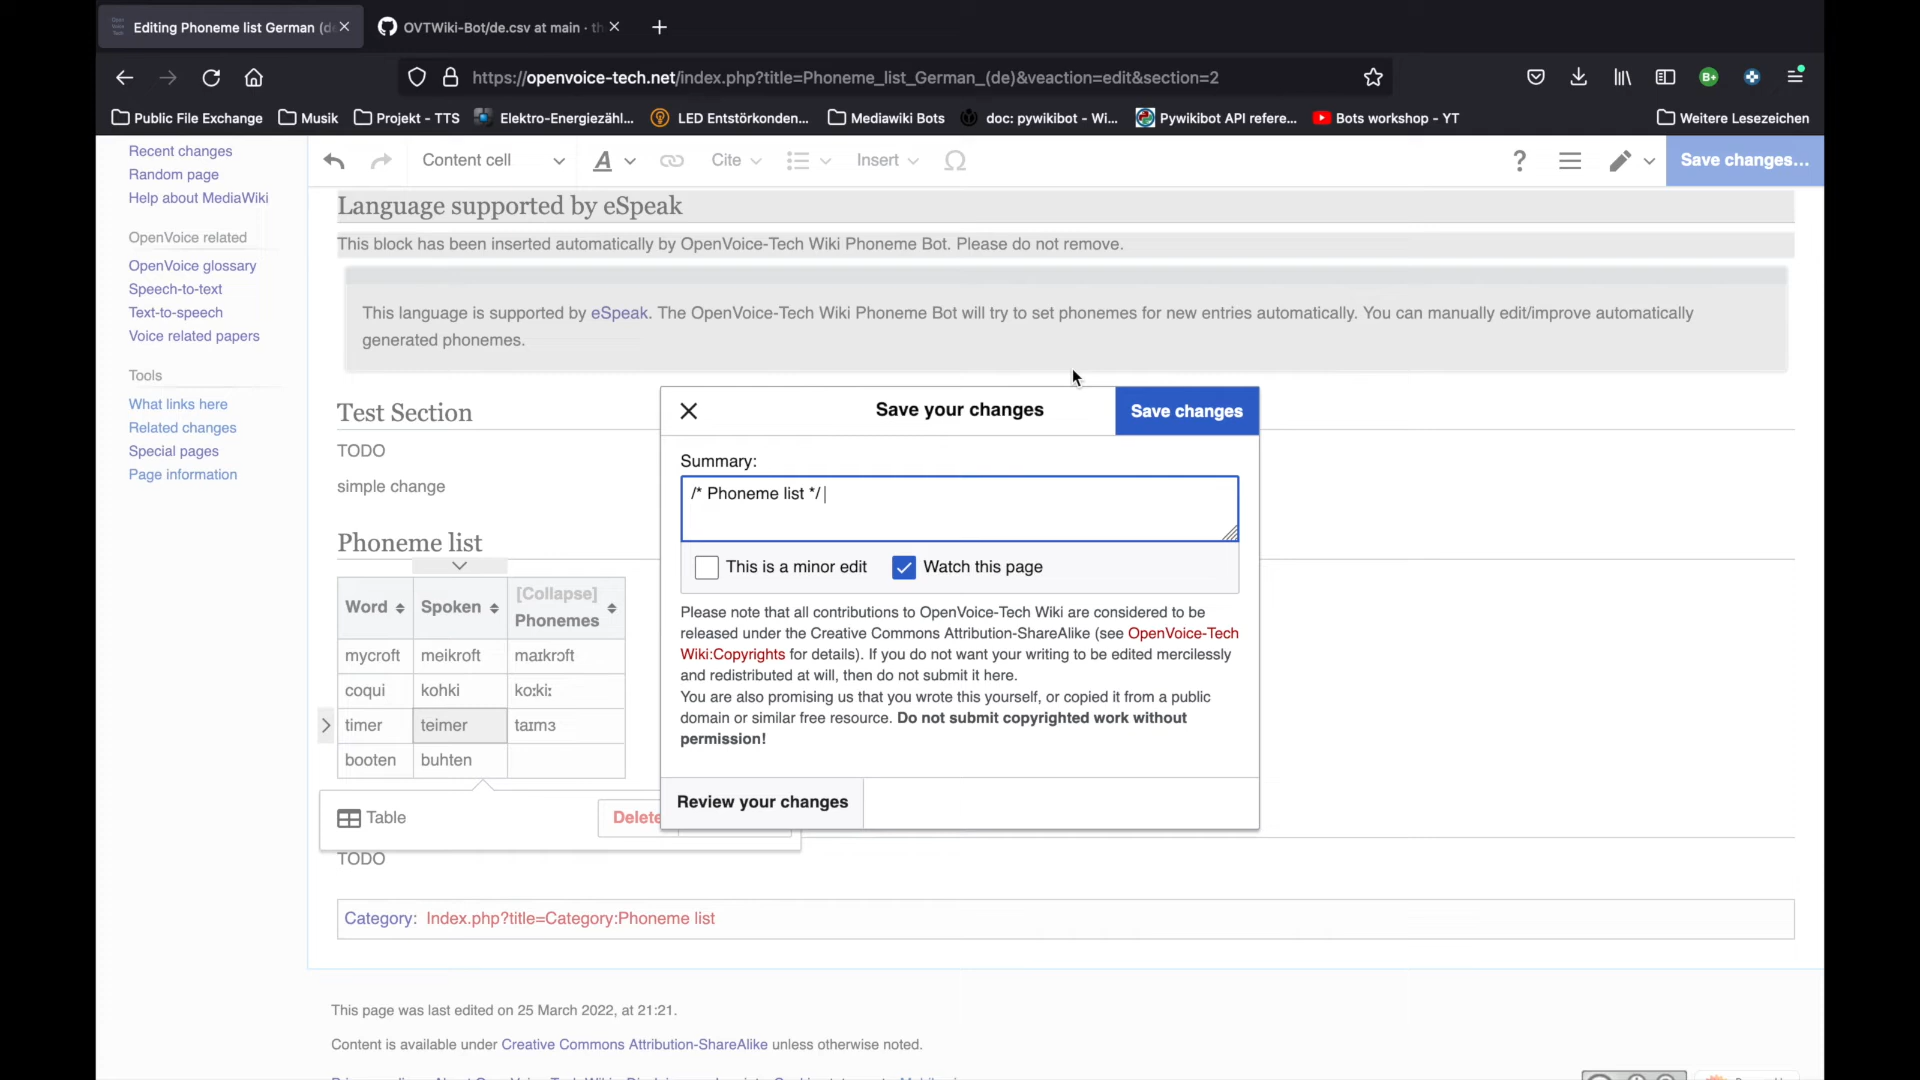 Editing Phoneme list German (de
OVTWiki-Bot/de.csv at main · th
https://openvoice-tech.net/index.php?title=Phoneme_list_German_(de)&veaction=edit&section=2
B+
Public File Exchange
Musik
Projekt - TTS
Elektro-Energiezähl...
LED Entstörkonden...
Mediawiki Bots
doc: pywikibot - Wi...
Pywikibot API refere...
Bots workshop - YT
Weitere Lesezeichen
Recent changes
Random page
Help about MediaWiki
OpenVoice related
OpenVoice glossary
Speech-to-text
Text-to-speech
Voice related papers
Tools
What links here
Related changes
Special pages
Page information
Content cell
A
Cite
Insert
Ω
?
Save changes...
Language supported by eSpeak
This block has been inserted automatically by OpenVoice-Tech Wiki Phoneme Bot. Please do not remove.
This language is supported by eSpeak. The OpenVoice-Tech Wiki Phoneme Bot will try to set phonemes for new entries automatically. You can manually edit/improve automatically
generated phonemes.
Test Section
TODO
simple change
Phoneme list
Word Spoken [Collapse] Phonemes
mycroft meikroft maɪkrɔft
coqui kohki koːkiː
timer teimer taɪmɜ
booten buhten
Table
Delete
TODO
Category: Index.php?title=Category:Phoneme list
Save your changes
Save changes
Summary:
/* Phoneme list */
This is a minor edit
Watch this page
Please note that all contributions to OpenVoice-Tech Wiki are considered to be
released under the Creative Commons Attribution-ShareAlike (see OpenVoice-Tech
Wiki:Copyrights for details). If you do not want your writing to be edited mercilessly
and redistributed at will, then do not submit it here.
You are also promising us that you wrote this yourself, or copied it from a public
domain or similar free resource. Do not submit copyrighted work without
permission!
Review your changes
This page was last edited on 25 March 2022, at 21:21.
Content is available under Creative Commons Attribution-ShareAlike unless otherwise noted.